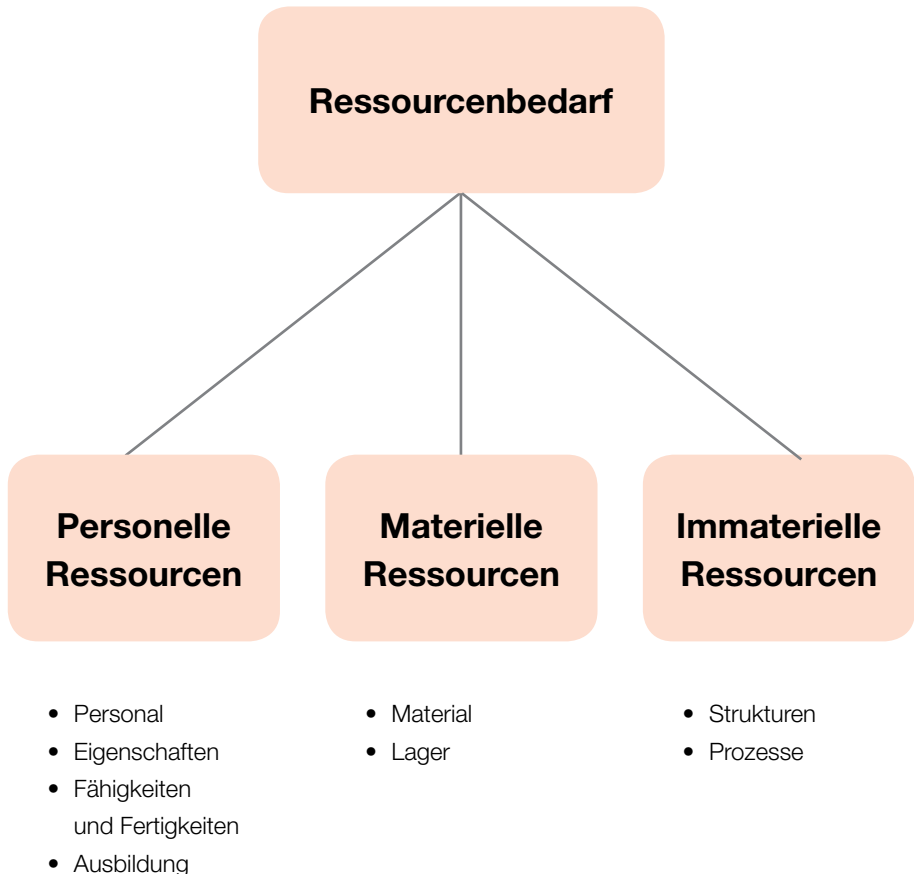 Ressourcenbedarf
Personelle
Ressourcen
Materielle
Ressourcen
Immaterielle
Ressourcen
• Personal
• Eigenschaften
• Fähigkeiten
und Fertigkeiten
• Ausbildung
• Material
• Lager
• Strukturen
• Prozesse